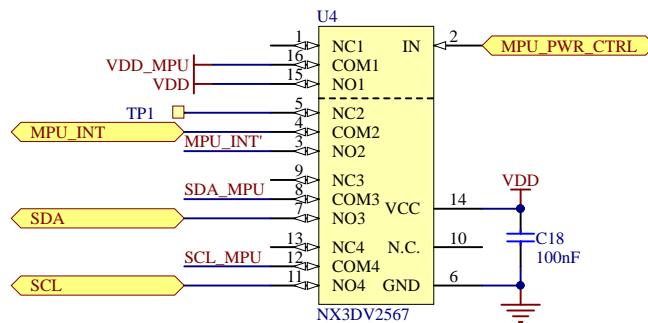 U4
1 NC1 IN 2 MPU_PWR_CTRL
VDD_MPU 16 COM1
VDD 15 NO1
TP1 5 NC2
MPU_INT 4 COM2
MPU_INT' 3 NO2
9 NC3
SDA_MPU 8 COM3
VDD
SDA 7 NO3
VCC 14
13 NC4 N.C. 10 C18
SCL_MPU 12 COM4
100nF
SCL 11 NO4 GND 6
NX3DV2567